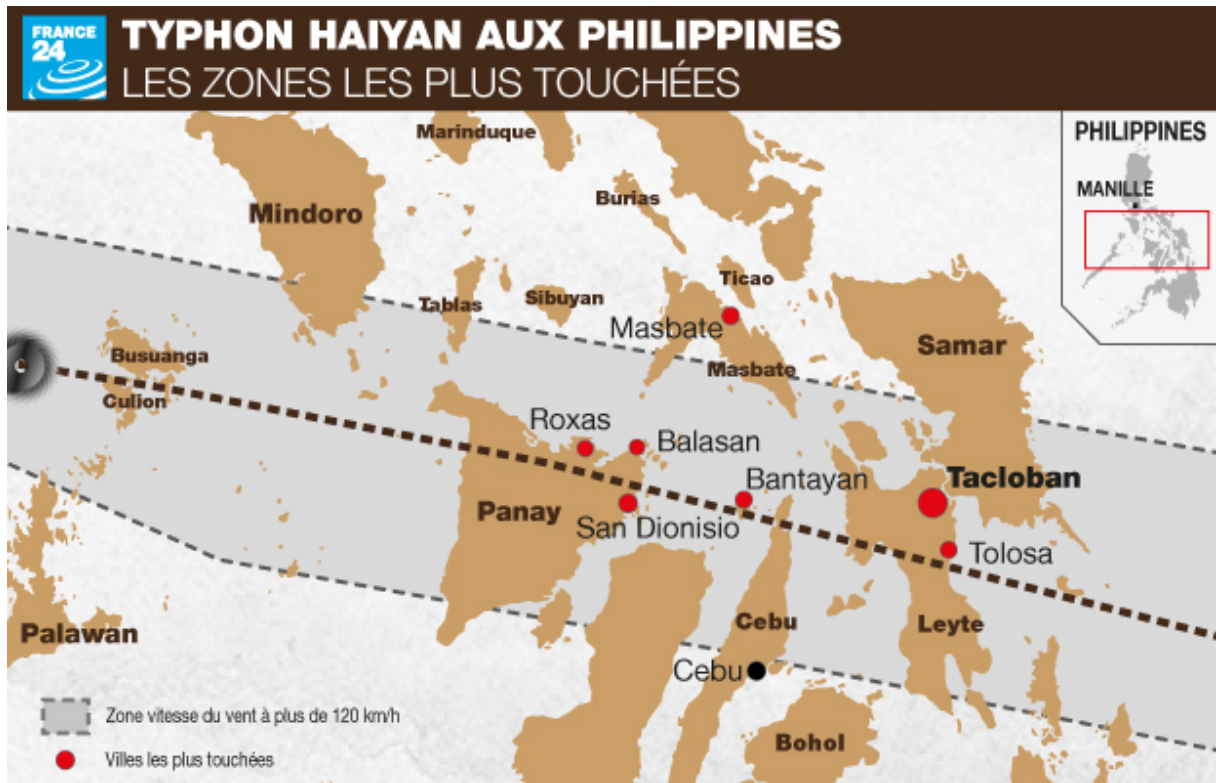 FRANCE
24
TYPHON HAIYAN AUX PHILIPPINES
LES ZONES LES PLUS TOUCHÉES
Marinduque
PHILIPPINES
MANILLE
Burias
Mindoro
Ticao
Tablas
Sibuyan
Masbate
Samar
Busuanga
Masbate
Culion
Roxas
Balasan
Bantayan
Tacloban
Panay
San Dionisio
Tolosa
Palawan
Cebu
Leyte
Cebu
Bohol
Zone vitesse du vent à plus de 120 km/h
Villes les plus touchées